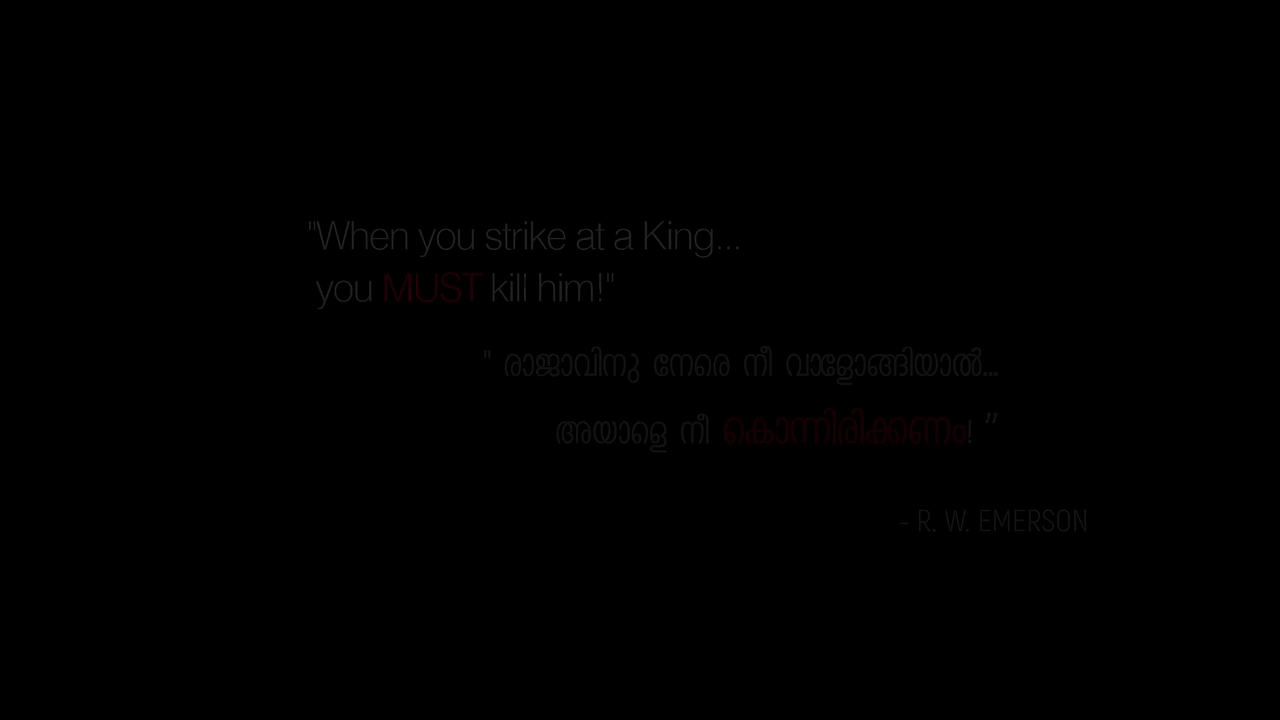 "When you strike at a King...
you MUST kill him!"
" രാജാവിനു നേരെ നീ വാളോങ്ങിയാൽ...
അയാളെ നീ കൊന്നിരിക്കണം! ”
- R. W. EMERSON